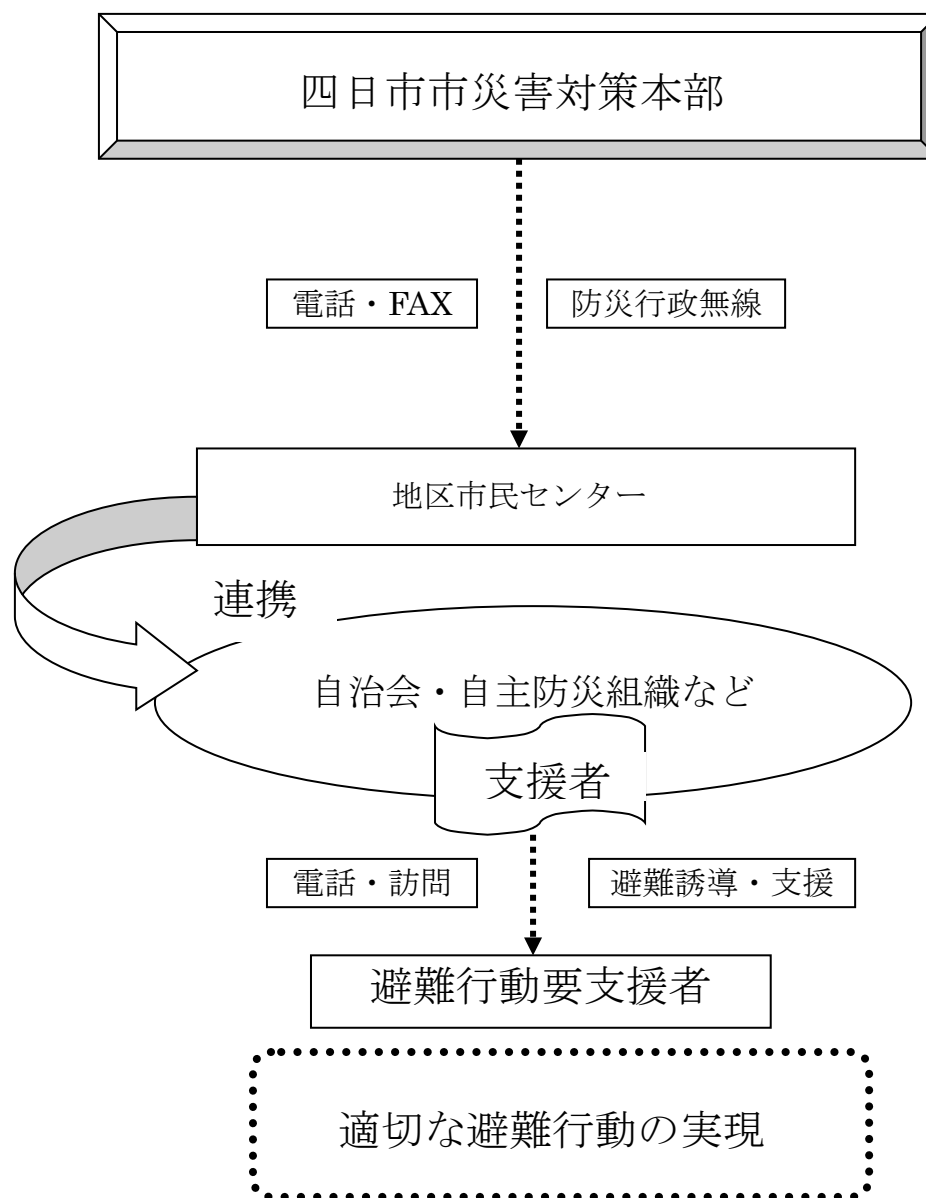 四日市市災害対策本部
電話・FAX
防災行政無線
地区市民センター
連携
自治会・自主防災組織など
支援者
電話・訪問
避難誘導・支援
避難行動要支援者
適切な避難行動の実現